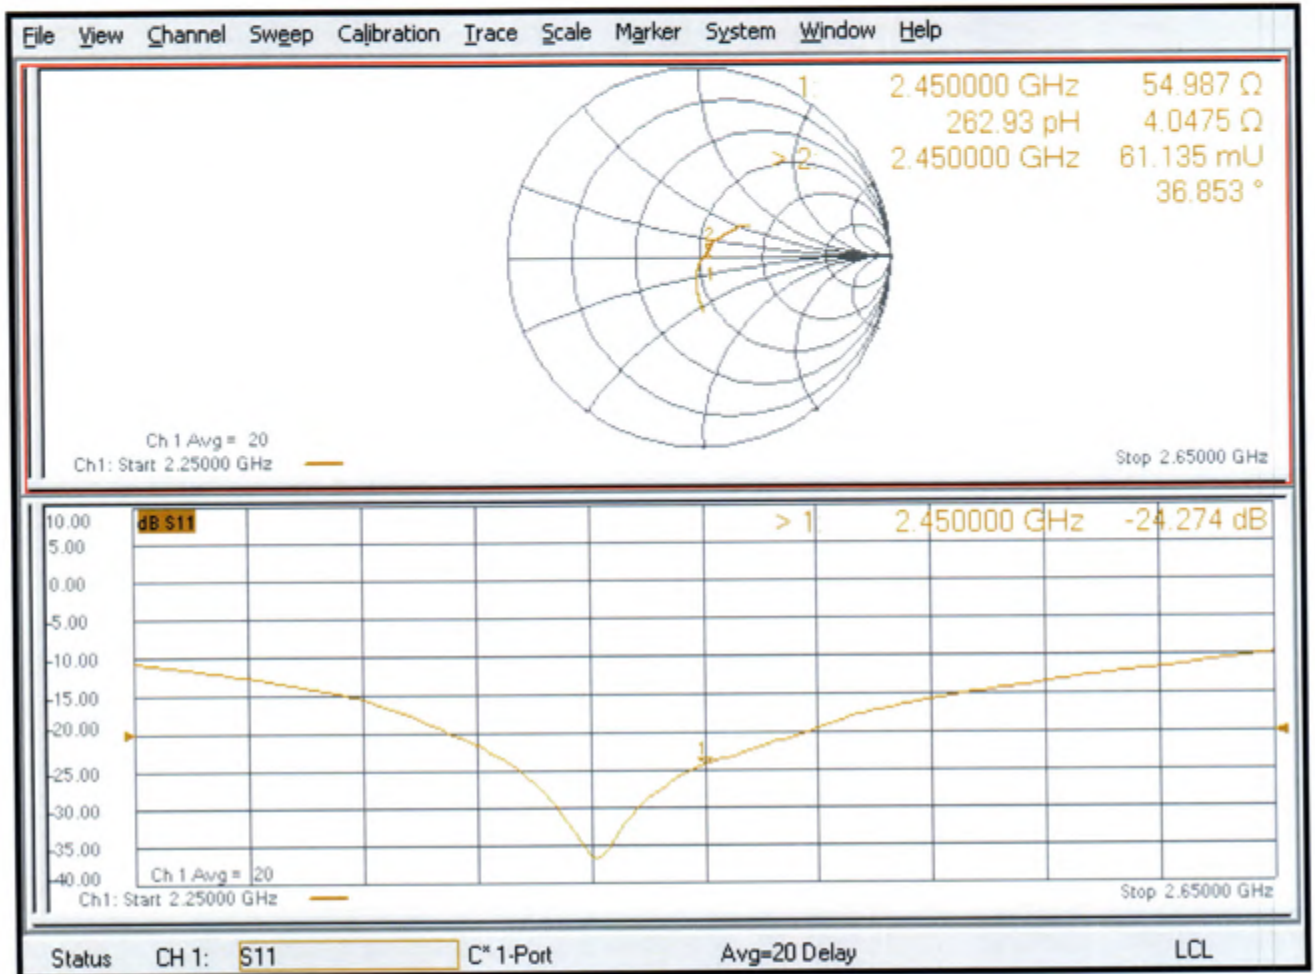 File View Channel Sweep Calibration Trace Scale Marker System Window Help
1: 2.450000 GHz 54.987 Ω
262.93 pH 4.0475 Ω
> 2: 2.450000 GHz 61.135 mU
36.853 °
2
1
Ch 1 Avg = 20
Ch1: Start 2.25000 GHz
Stop 2.65000 GHz
dB S11
> 1: 2.450000 GHz -24.274 dB
10.00
5.00
0.00
-5.00
-10.00
-15.00
-20.00
-25.00
-30.00
-35.00
-40.00
1
Ch 1 Avg = 20
Ch1: Start 2.25000 GHz
Stop 2.65000 GHz
Status CH 1: S11 C* 1-Port Avg=20 Delay LCL